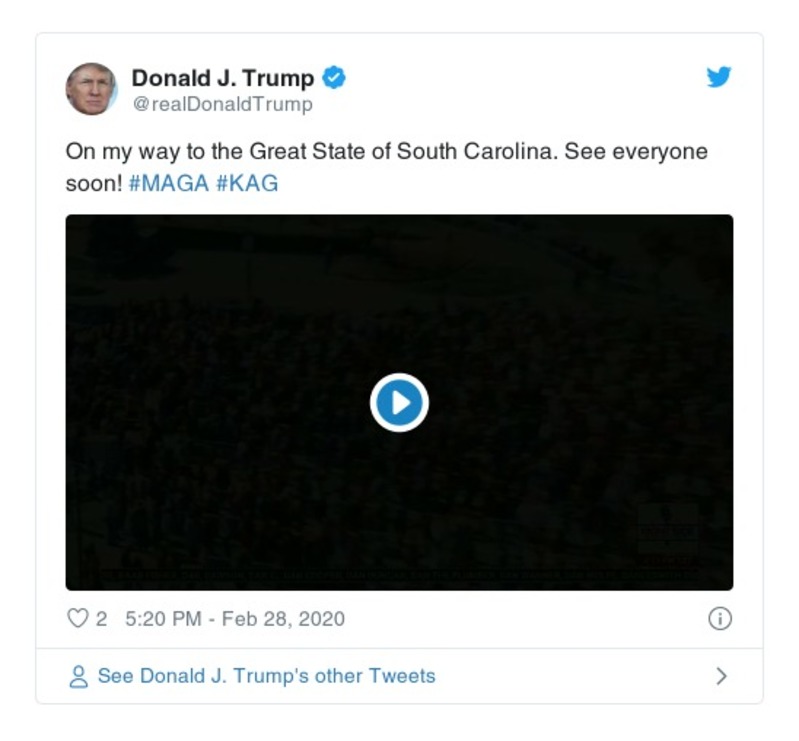 Donald J. Trump
@realDonaldTrump
On my way to the Great State of South Carolina. See everyone
soon! #MAGA #KAG
2 5:20 PM - Feb 28, 2020
See Donald J. Trump's other Tweets